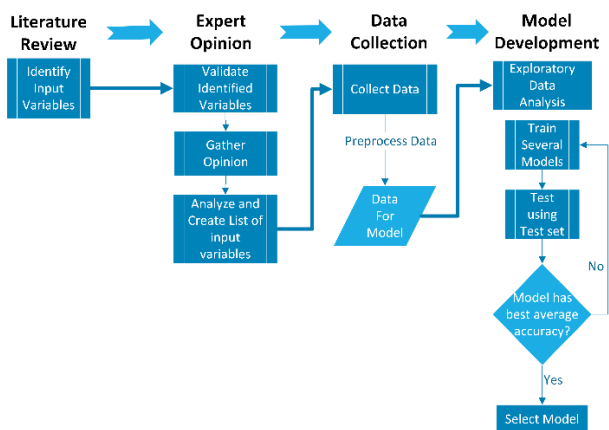 Literature
Review
Expert
Opinion
Data
Collection
Model
Development
Identify
Input
Variables
Validate
Identified
Variables
Gather
Opinion
Analyze and
Create List of
input
variables
Collect Data
Preprocess Data
Data
For
Model
Exploratory
Data
Analysis
Train
Several
Models
Test
using
Test set
No
Model has
best average
accuracy?
Yes
Select Model